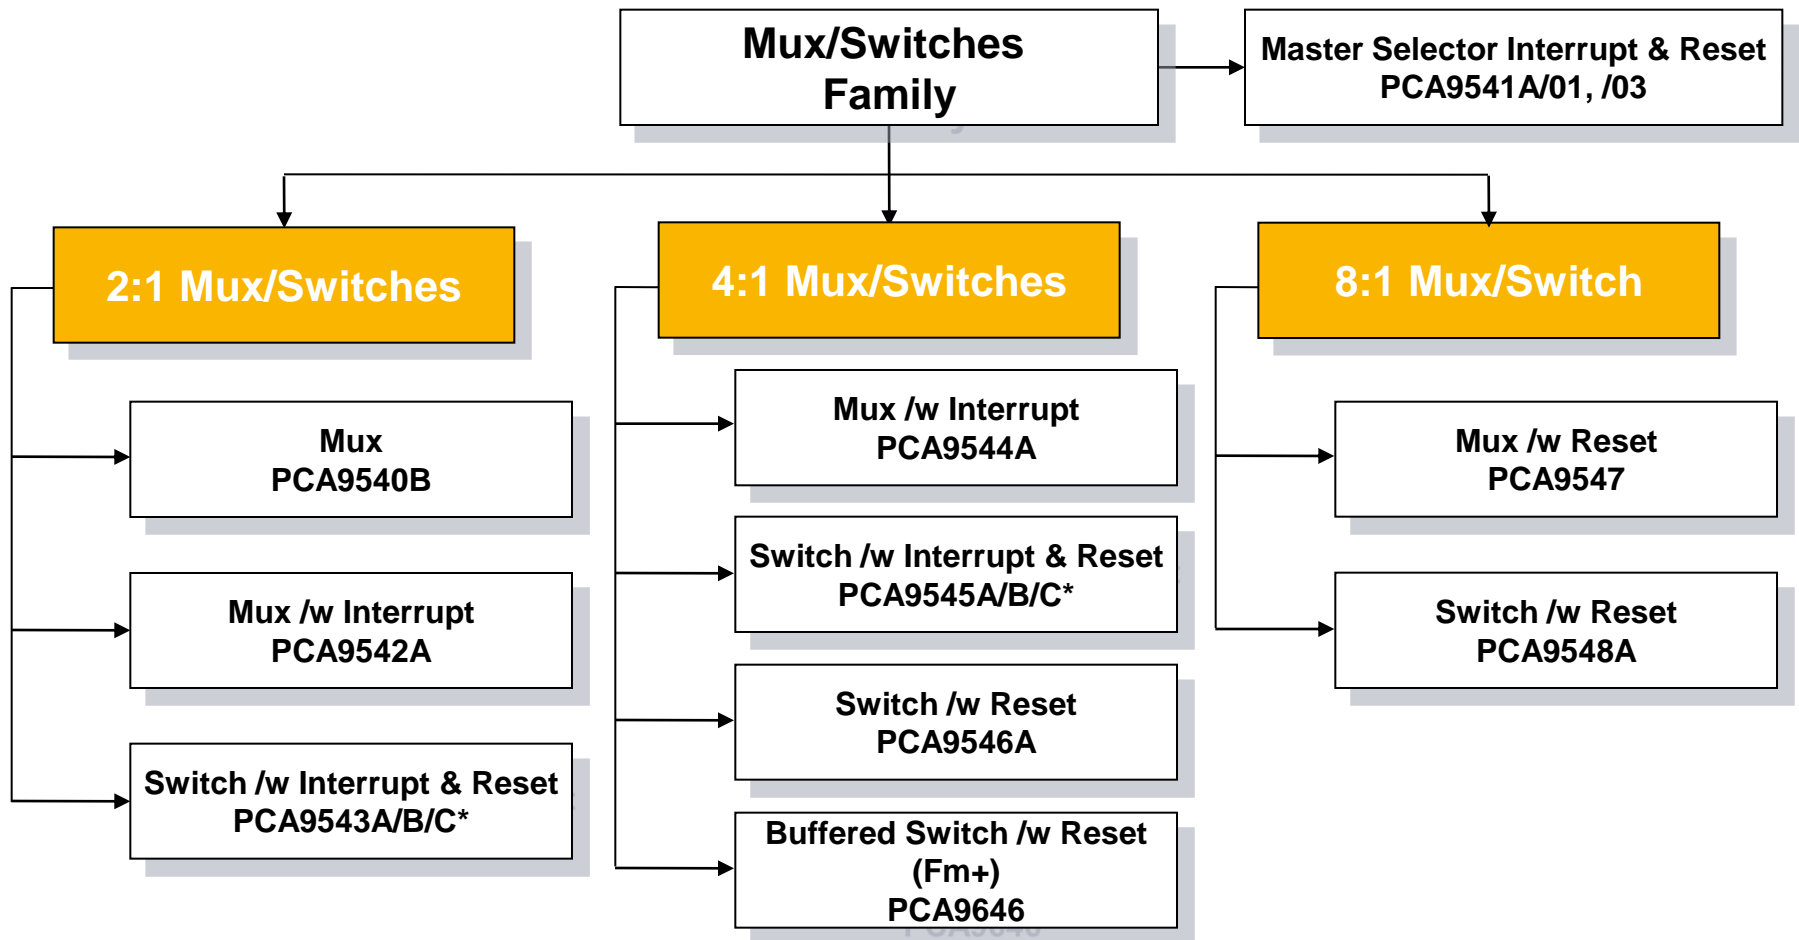 Mux/Switches
Family
Master Selector Interrupt & Reset
PCA9541A/01, /03
2:1 Mux/Switches
4:1 Mux/Switches
8:1 Mux/Switch
Mux
PCA9540B
Mux /w Interrupt
PCA9542A
Switch /w Interrupt & Reset
PCA9543A/B/C*
Mux /w Interrupt
PCA9544A
Switch /w Interrupt & Reset
PCA9545A/B/C*
Switch /w Reset
PCA9546A
Buffered Switch /w Reset
(Fm+)
PCA9646
Mux /w Reset
PCA9547
Switch /w Reset
PCA9548A